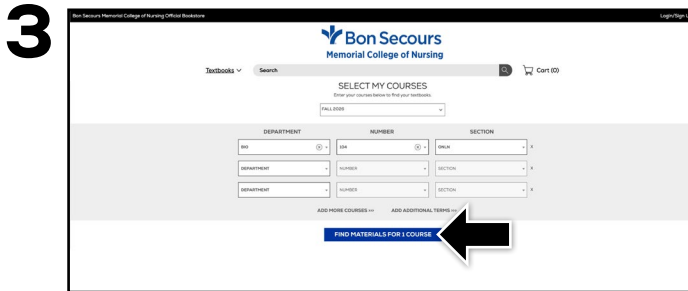 3
Bon Secours Memorial College of Nursing Official Bookstore
Login/Sign
Bon Secours
Memorial College of Nursing
Textbooks
Search
Cart (0)
SELECT MY COURSES
Enter your courses below to find your textbooks.
FALL 2020
DEPARTMENT NUMBER SECTION
BIO 134 ONLN X
DEPARTMENT NUMBER SECTION X
DEPARTMENT NUMBER SECTION X
ADD MORE COURSES ADD ADDITIONAL TERMS
FIND MATERIALS FOR 1 COURSE